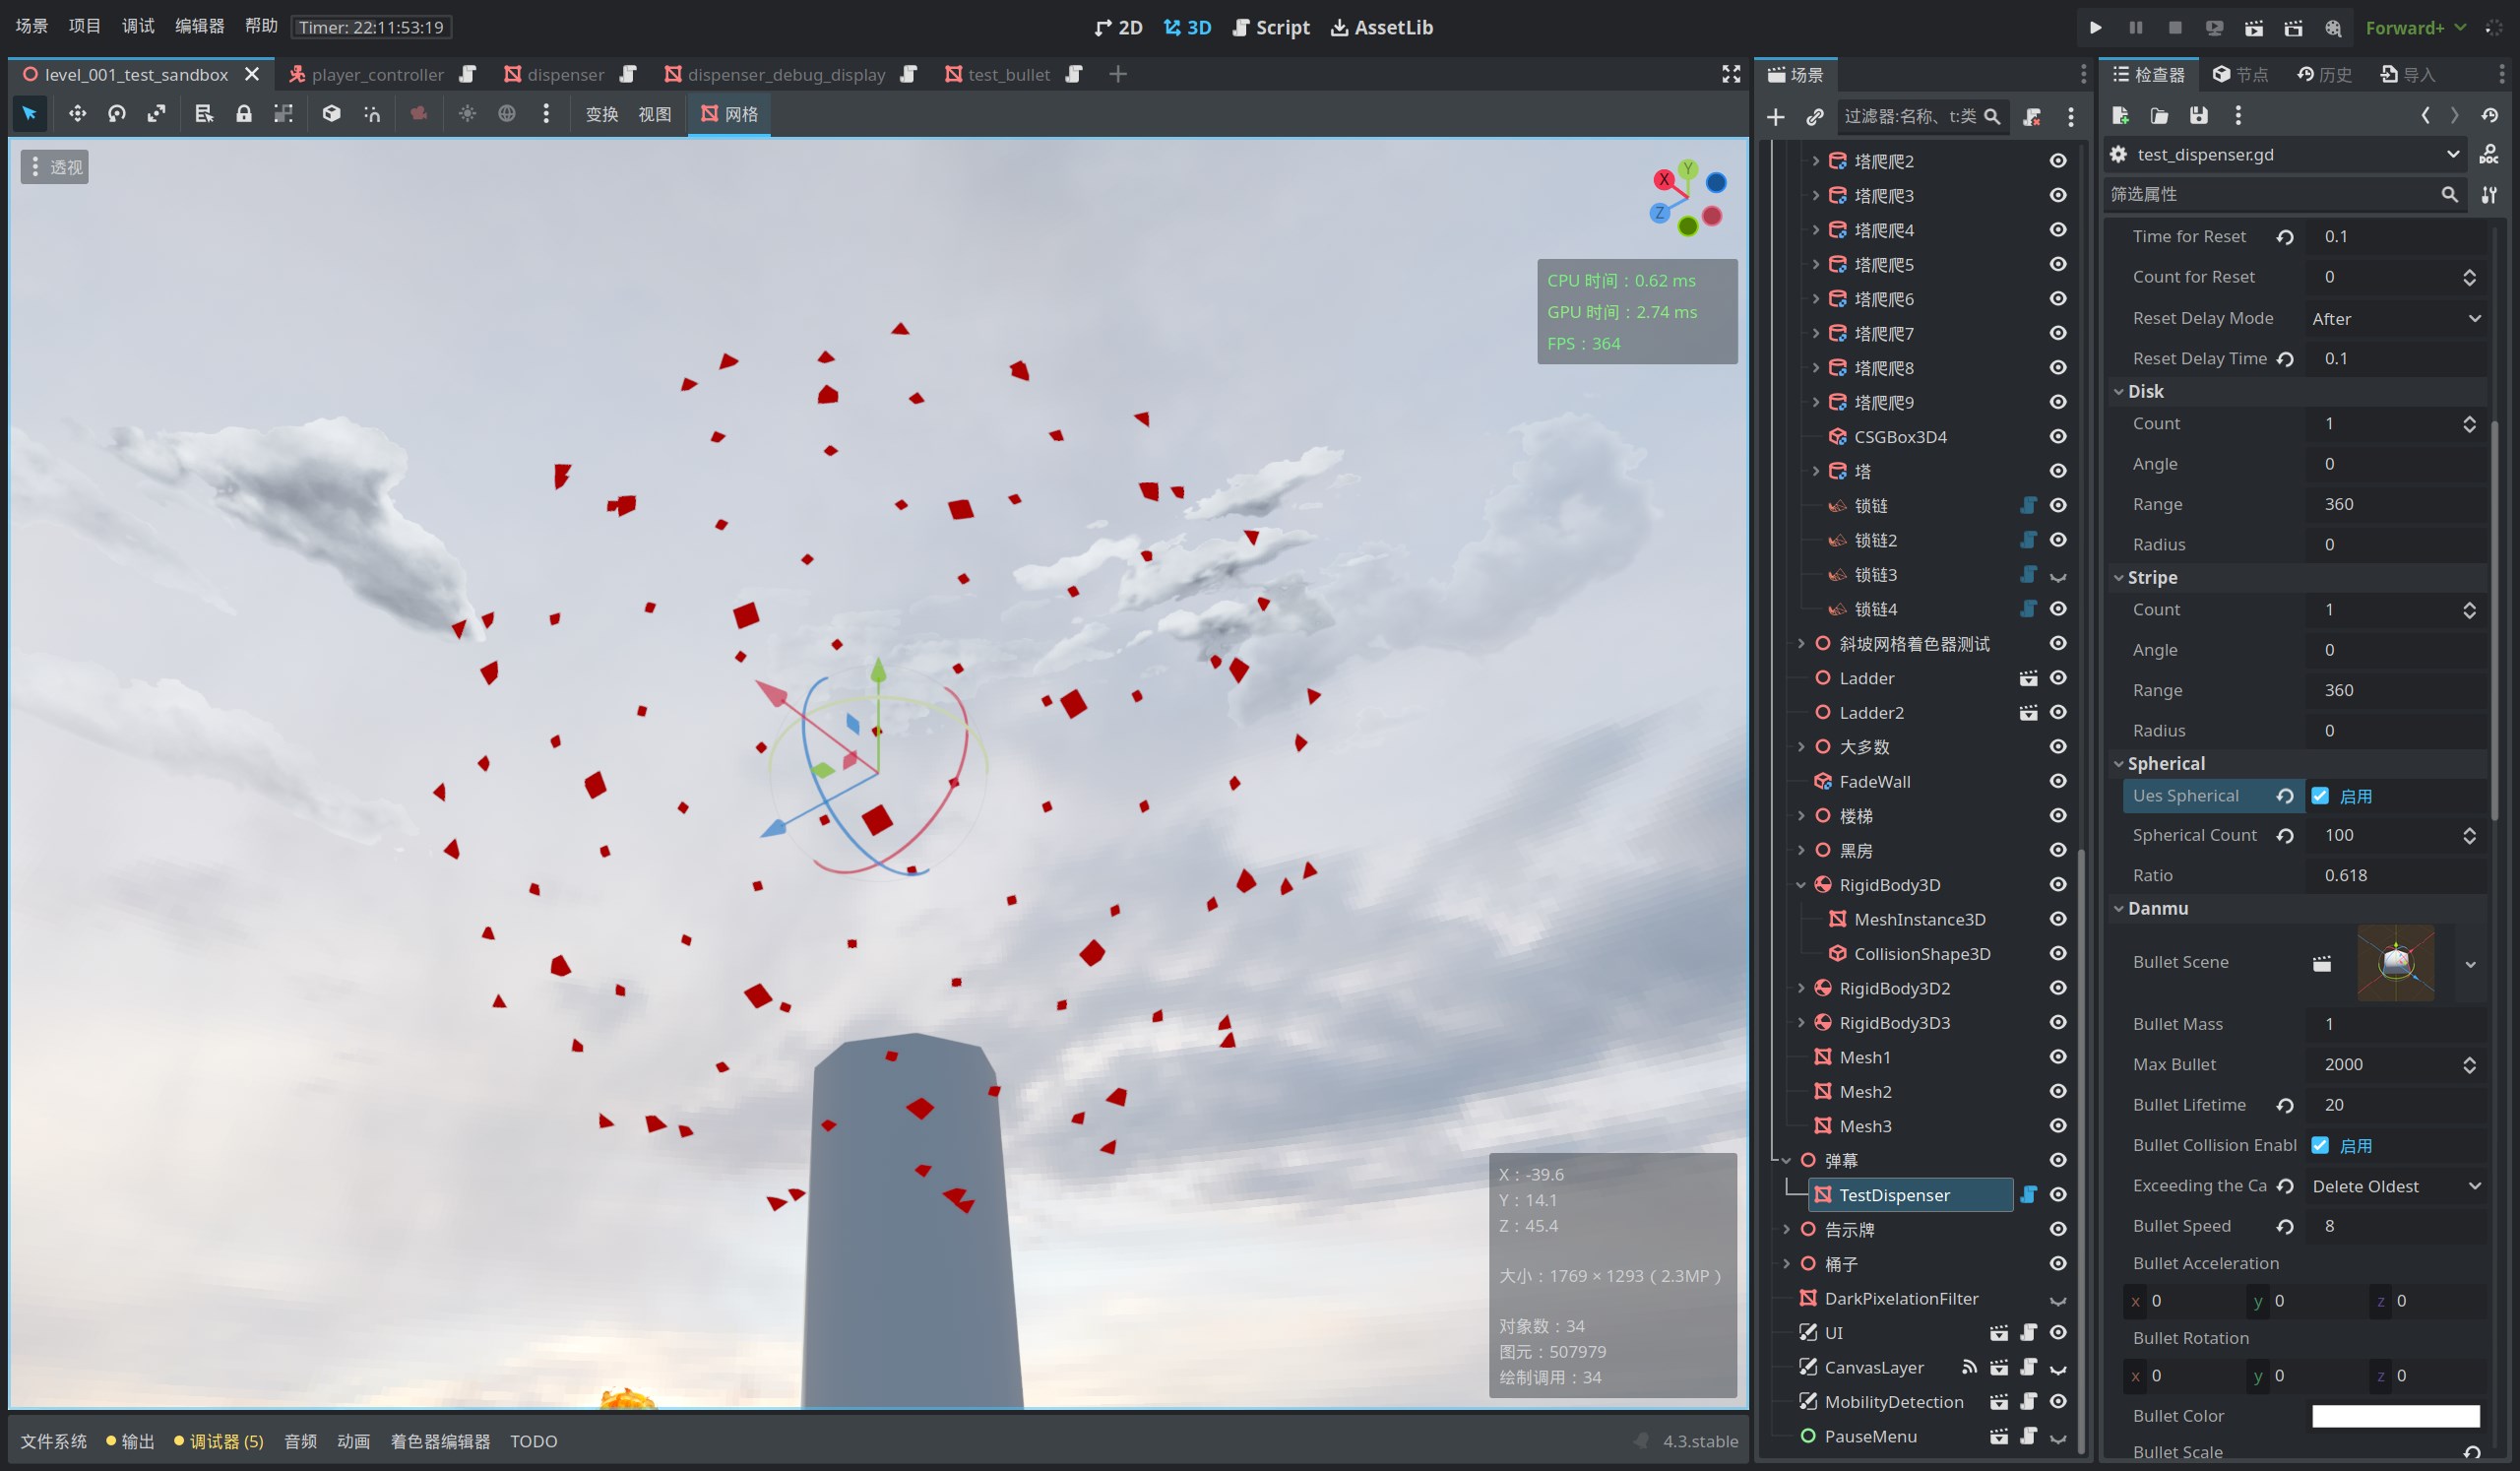 场景 项目 调试 编辑器 帮助 Timer: 22:11:53:19 2D 3D Script AssetLib Forward+
level_001_test_sandbox player_controller dispenser dispenser_debug_display test_bullet
变换 视图 网格
透视
X Y Z
CPU 时间：0.62 ms
GPU 时间：2.74 ms
FPS：364
X：-39.6
Y：14.1
Z：45.4
大小：1769 × 1293（2.3MP）
对象数：34
图元：507979
绘制调用：34
文件系统 输出 调试器 (5) 音频 动画 着色器编辑器 TODO 4.3.stable
场景
过滤器:名称、t:类
塔爬爬2
塔爬爬3
塔爬爬4
塔爬爬5
塔爬爬6
塔爬爬7
塔爬爬8
塔爬爬9
CSGBox3D4
塔
锁链
锁链2
锁链3
锁链4
斜坡网格着色器测试
Ladder
Ladder2
大多数
FadeWall
楼梯
黑房
RigidBody3D
MeshInstance3D
CollisionShape3D
RigidBody3D2
RigidBody3D3
Mesh1
Mesh2
Mesh3
弹幕
TestDispenser
告示牌
桶子
DarkPixelationFilter
UI
CanvasLayer
MobilityDetection
PauseMenu
检查器 节点 历史 导入
test_dispenser.gd DOC
筛选属性
Time for Reset 0.1
Count for Reset 0
Reset Delay Mode After
Reset Delay Time 0.1
Disk
Count 1
Angle 0
Range 360
Radius 0
Stripe
Count 1
Angle 0
Range 360
Radius 0
Spherical
Ues Spherical 启用
Spherical Count 100
Ratio 0.618
Danmu
Bullet Scene
Bullet Mass 1
Max Bullet 2000
Bullet Lifetime 20
Bullet Collision Enabl 启用
Exceeding the Ca Delete Oldest
Bullet Speed 8
Bullet Acceleration
x 0 y 0 z 0
Bullet Rotation
x 0 y 0 z 0
Bullet Color
Bullet Scale